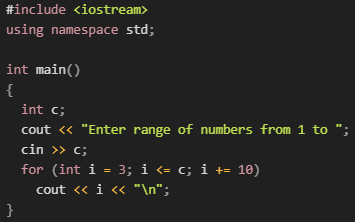 #include <iostream>
using namespace std;

int main()
{
  int c;
  cout << "Enter range of numbers from 1 to ";
  cin >> c;
  for (int i = 3; i <= c; i += 10)
    cout << i << "\n";
}